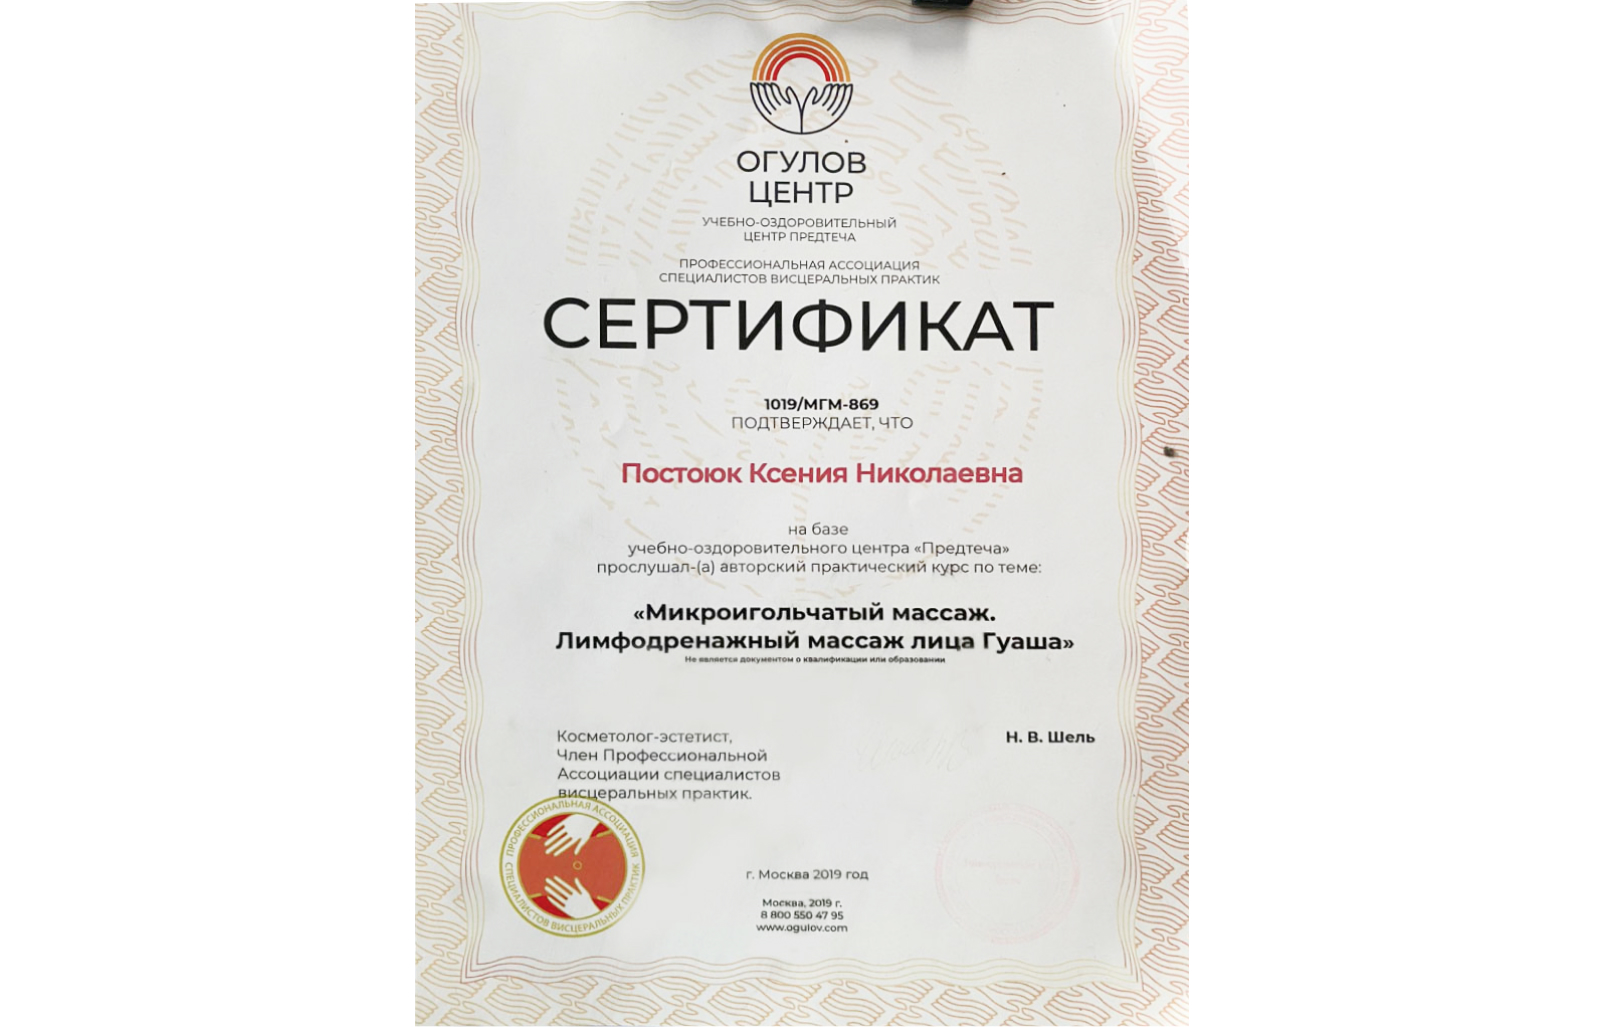 ОГУЛОВ
ЦЕНТР
УЧЕБНО-ОЗДОРОВИТЕЛЬНЫЙ
ЦЕНТР ПРЕДТЕЧА
ПРОФЕССИОНАЛЬНАЯ АССОЦИАЦИЯ
СПЕЦИАЛИСТОВ ВИСЦЕРАЛЬНЫХ ПРАКТИК
СЕРТИФИКАТ
1019/МГМ-869
ПОДТВЕРЖДАЕТ, ЧТО
Постоюк Ксения Николаевна
на базе
учебно-оздоровительного центра «Предтеча»
прослушал-(а) авторский практический курс по теме:
«Микроигольчатый массаж.
Лимфодренажный массаж лица Гуаша»
Не является документом о квалификации или образовании
Косметолог-эстетист,
Член Профессиональной
Ассоциации специалистов
висцеральных практик.
Н. В. Шель
ПРОФЕССИОНАЛЬНАЯ АССОЦИАЦИЯ
СПЕЦИАЛИСТОВ ВИСЦЕРАЛЬНЫХ ПРАКТИК
г. Москва 2019 год
Москва, 2019 г.
8 800 550 47 95
www.ogulov.com